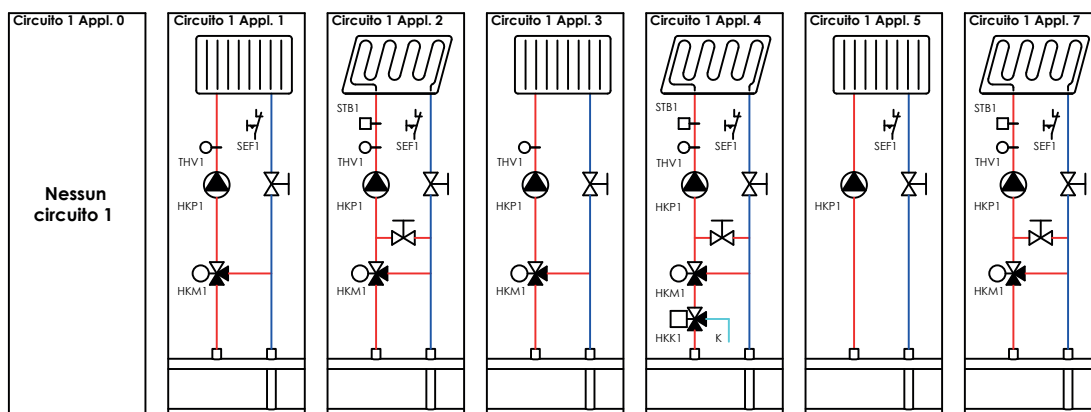 Circuito 1 Appl. 0
Nessun
circuito 1
Circuito 1 Appl. 1
SEF1
THV1
HKP1
HKM1
Circuito 1 Appl. 2
STB1
SEF1
THV1
HKP1
HKM1
Circuito 1 Appl. 3
THV1
HKP1
HKM1
Circuito 1 Appl. 4
STB1
SEF1
THV1
HKP1
HKM1
HKK1
K
Circuito 1 Appl. 5
SEF1
HKP1
Circuito 1 Appl. 7
STB1
SEF1
THV1
HKP1
HKM1